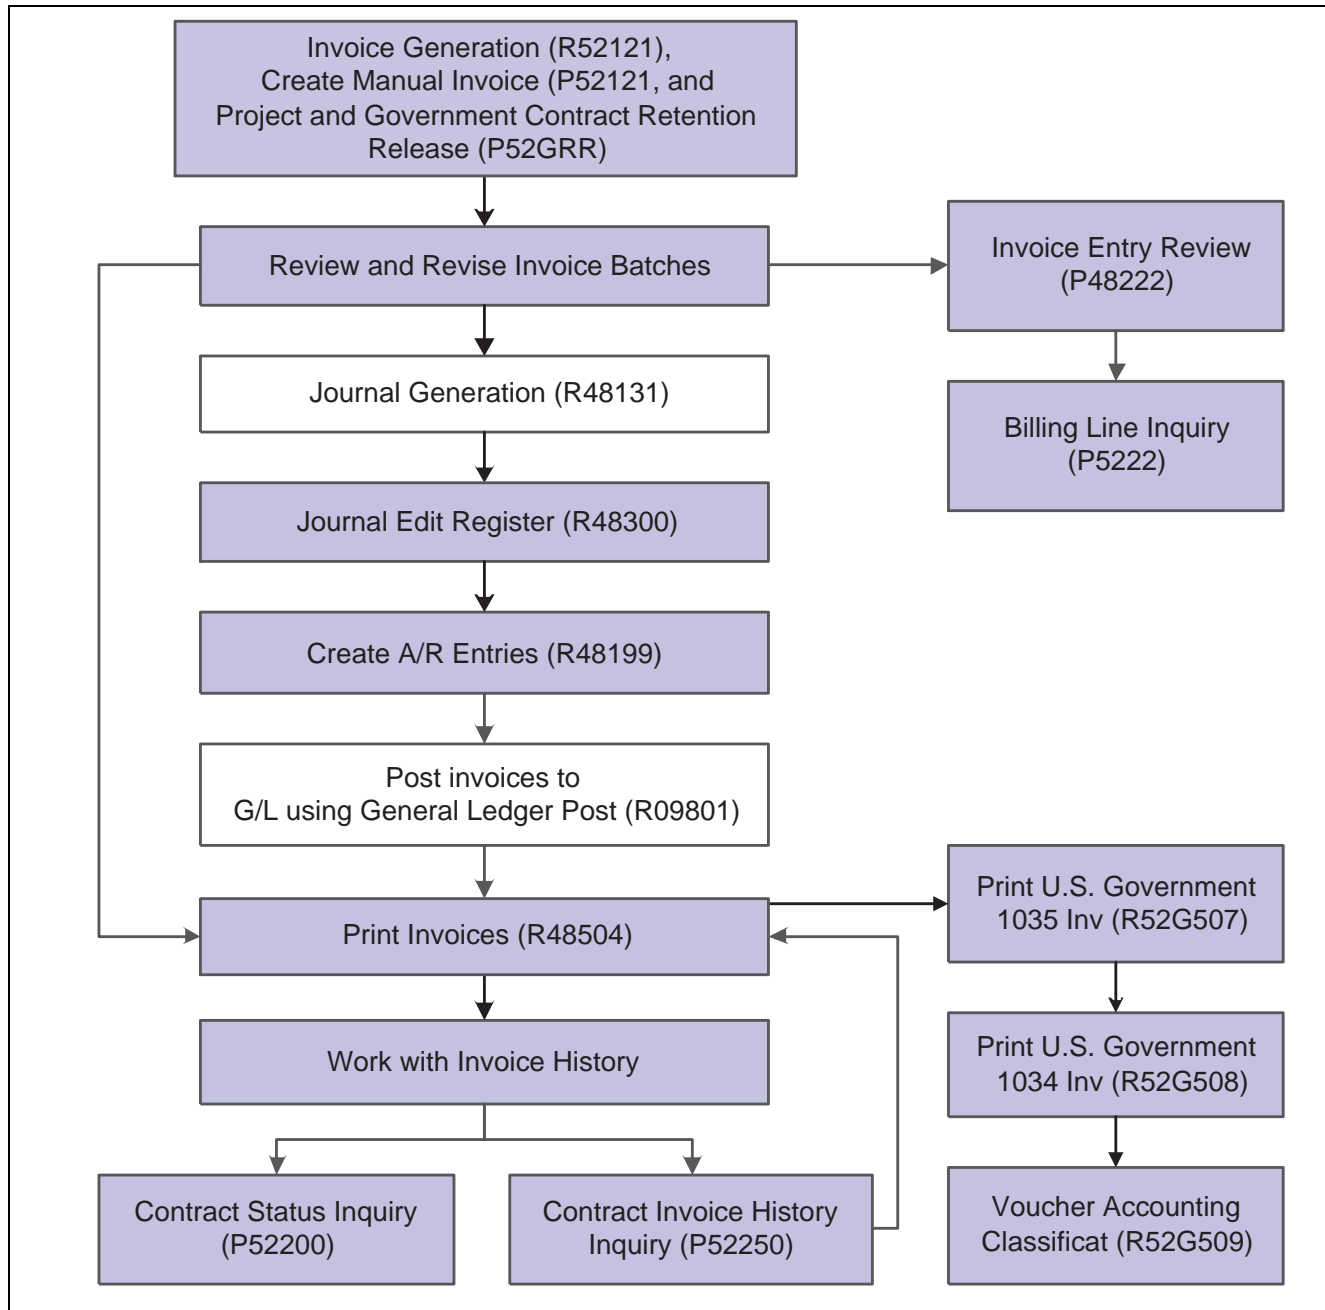 Invoice Generation (R52121),
Create Manual Invoice (P52121, and
Project and Government Contract Retention
Release (P52GRR)
Review and Revise Invoice Batches
Invoice Entry Review
(P48222)
Journal Generation (R48131)
Billing Line Inquiry
(P5222)
Journal Edit Register (R48300)
Create A/R Entries (R48199)
Post invoices to
G/L using General Ledger Post (R09801)
Print Invoices (R48504)
Print U.S. Government
1035 Inv (R52G507)
Work with Invoice History
Print U.S. Government
1034 Inv (R52G508)
Contract Status Inquiry
(P52200)
Contract Invoice History
Inquiry (P52250)
Voucher Accounting
Classificat (R52G509)